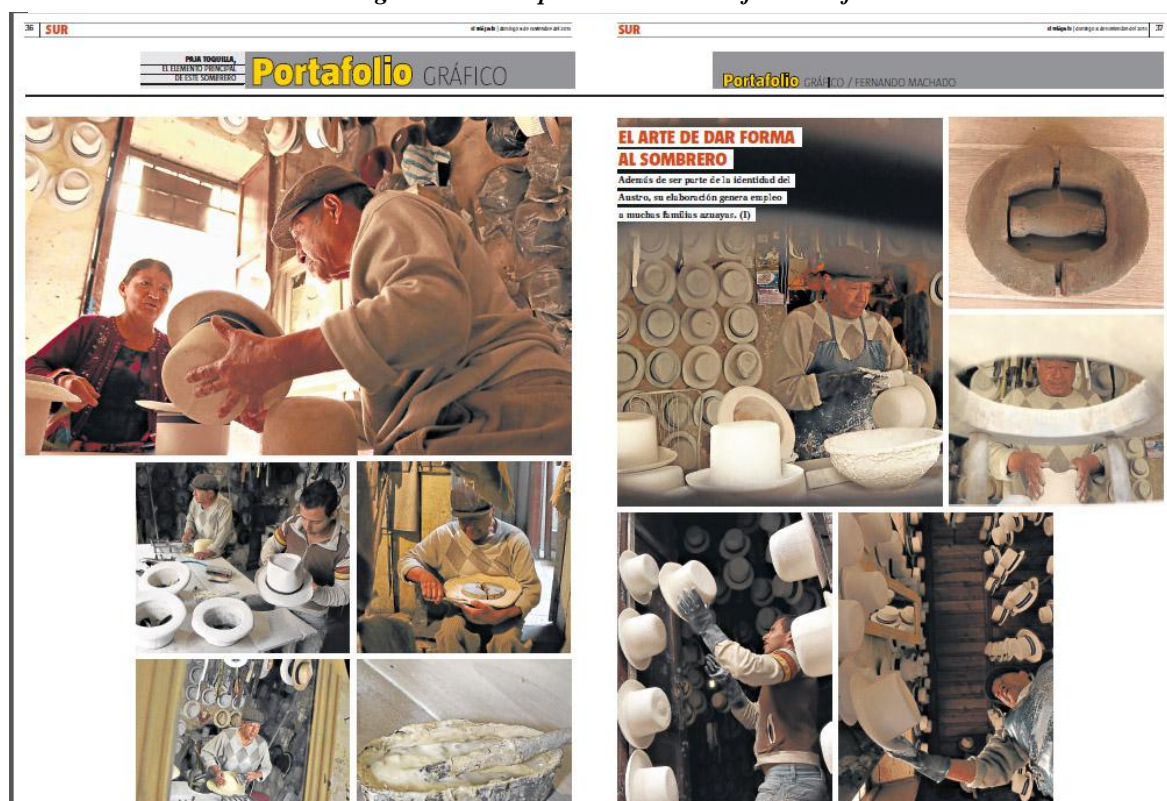 36 SUR
PAJA TOQUILLA,
EL ELEMENTO PRINCIPAL
DE ESTE SOMBRERO
Portafolio GRÁFICO
SUR
37
Portafolio GRÁFICO / FERNANDO MACHADO
EL ARTE DE DAR FORMA
AL SOMBRERO
Además de ser parte de la identidad del
Austro, su elaboración genera empleo
a muchas familias azuayas. (I)